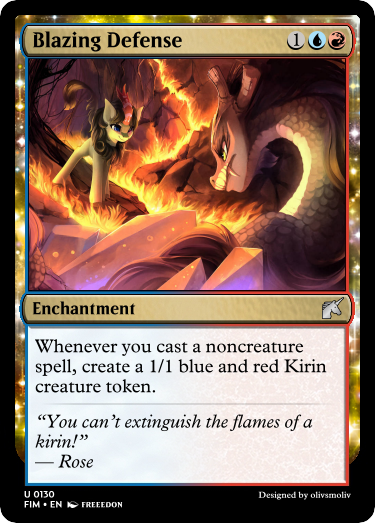 Blazing Defense 1
Enchantment
Whenever you cast a noncreature
spell, create a 1/1 blue and red Kirin
creature token.
“You can’t extinguish the flames of a
kirin!”
— Rose
U 0130
FIM • EN FREEEDON
Designed by olivsmoliv